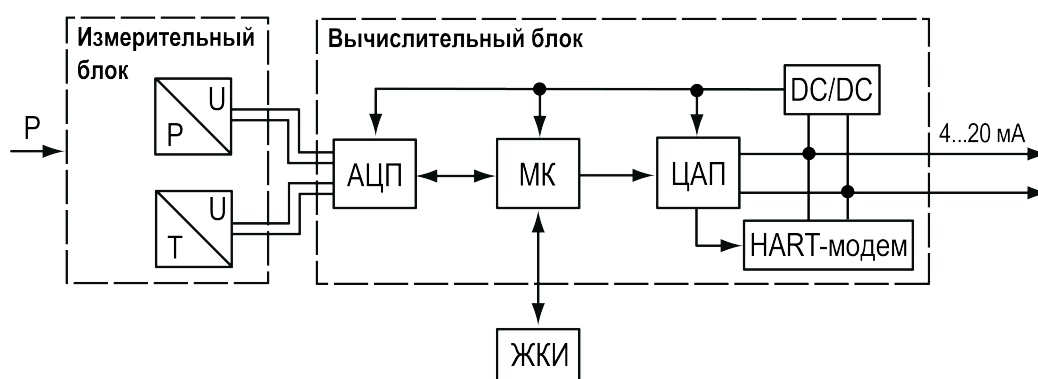 Измерительный
блок
Вычислительный блок
P
U
P
U
T
АЦП
МК
ЦАП
DC/DC
4...20 мА
HART-модем
ЖКИ